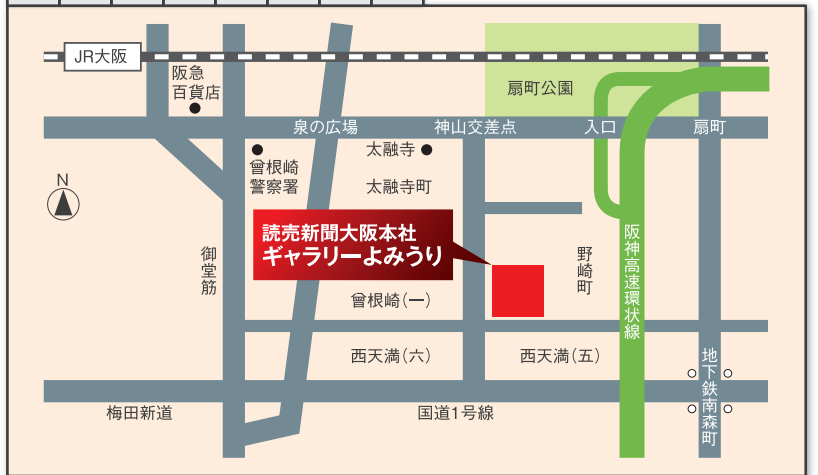 JR大阪
阪急
百貨店
扇町公園
泉の広場
神山交差点
入口
扇町
曾根崎
警察署
太融寺
太融寺町
N
読売新聞大阪本社
ギャラリーよみうり
御堂筋
野崎町
阪神高速環状線
曾根崎(一)
西天満(六)
西天満(五)
地下鉄南森町
梅田新道
国道1号線